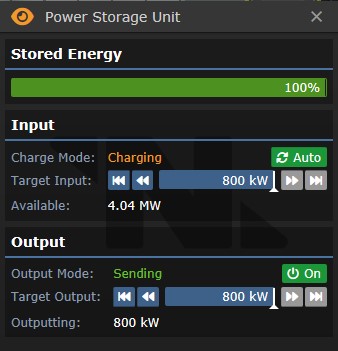 Power Storage Unit
Stored Energy
100%
Input
Charge Mode: Charging Auto
Target Input: 800 kW
Available: 4.04 MW
Output
Output Mode: Sending On
Target Output: 800 kW
Outputting: 800 kW